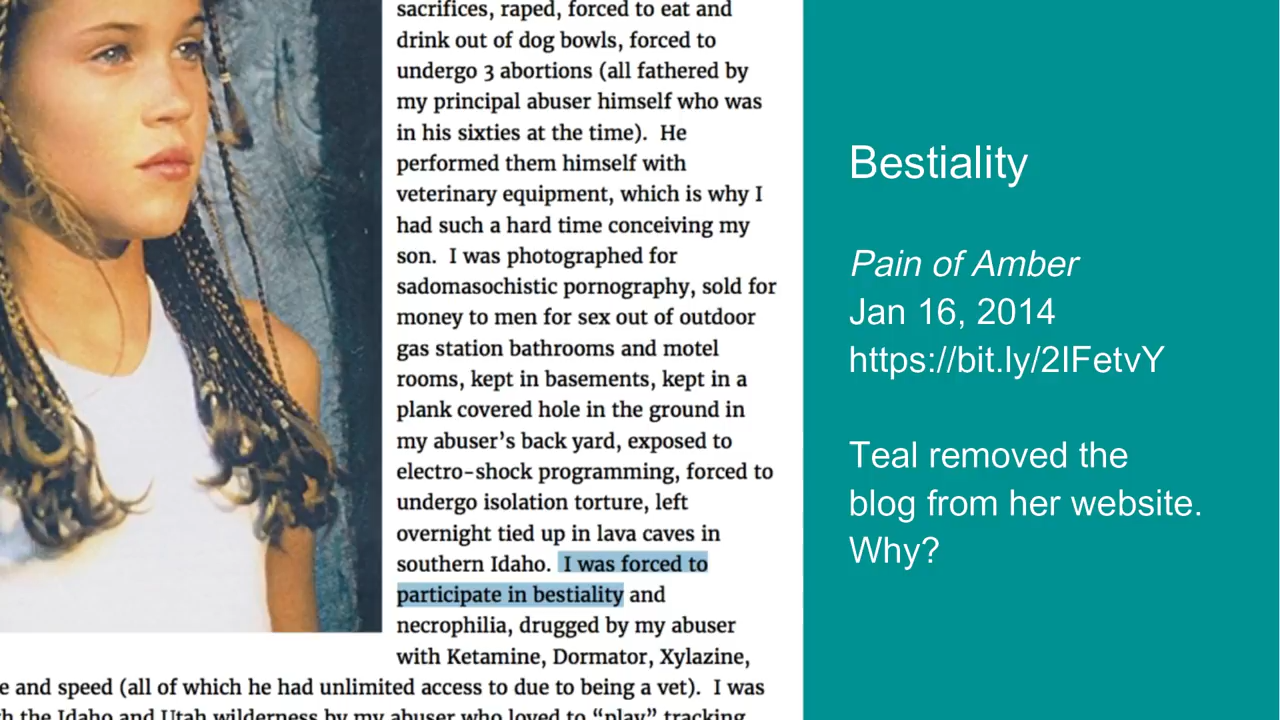 sacrifices, raped, forced to eat and
drink out of dog bowls, forced to
undergo 3 abortions (all fathered by
my principal abuser himself who was
in his sixties at the time).  He
performed them himself with
veterinary equipment, which is why I
had such a hard time conceiving my
son.  I was photographed for
sadomasochistic pornography, sold for
money to men for sex out of outdoor
gas station bathrooms and motel
rooms, kept in basements, kept in a
plank covered hole in the ground in
my abuser’s back yard, exposed to
electro-shock programming, forced to
undergo isolation torture, left
overnight tied up in lava caves in
southern Idaho.  I was forced to
participate in bestiality and
necrophilia, drugged by my abuser
with Ketamine, Dormator, Xylazine,
e and speed (all of which he had unlimited access to due to being a vet).  I was
the Idaho and Utah wilderness by my abuser who loved to “play” tracking
Bestiality
Pain of Amber
Jan 16, 2014
https://bit.ly/2IFetvY
Teal removed the
blog from her website.
Why?